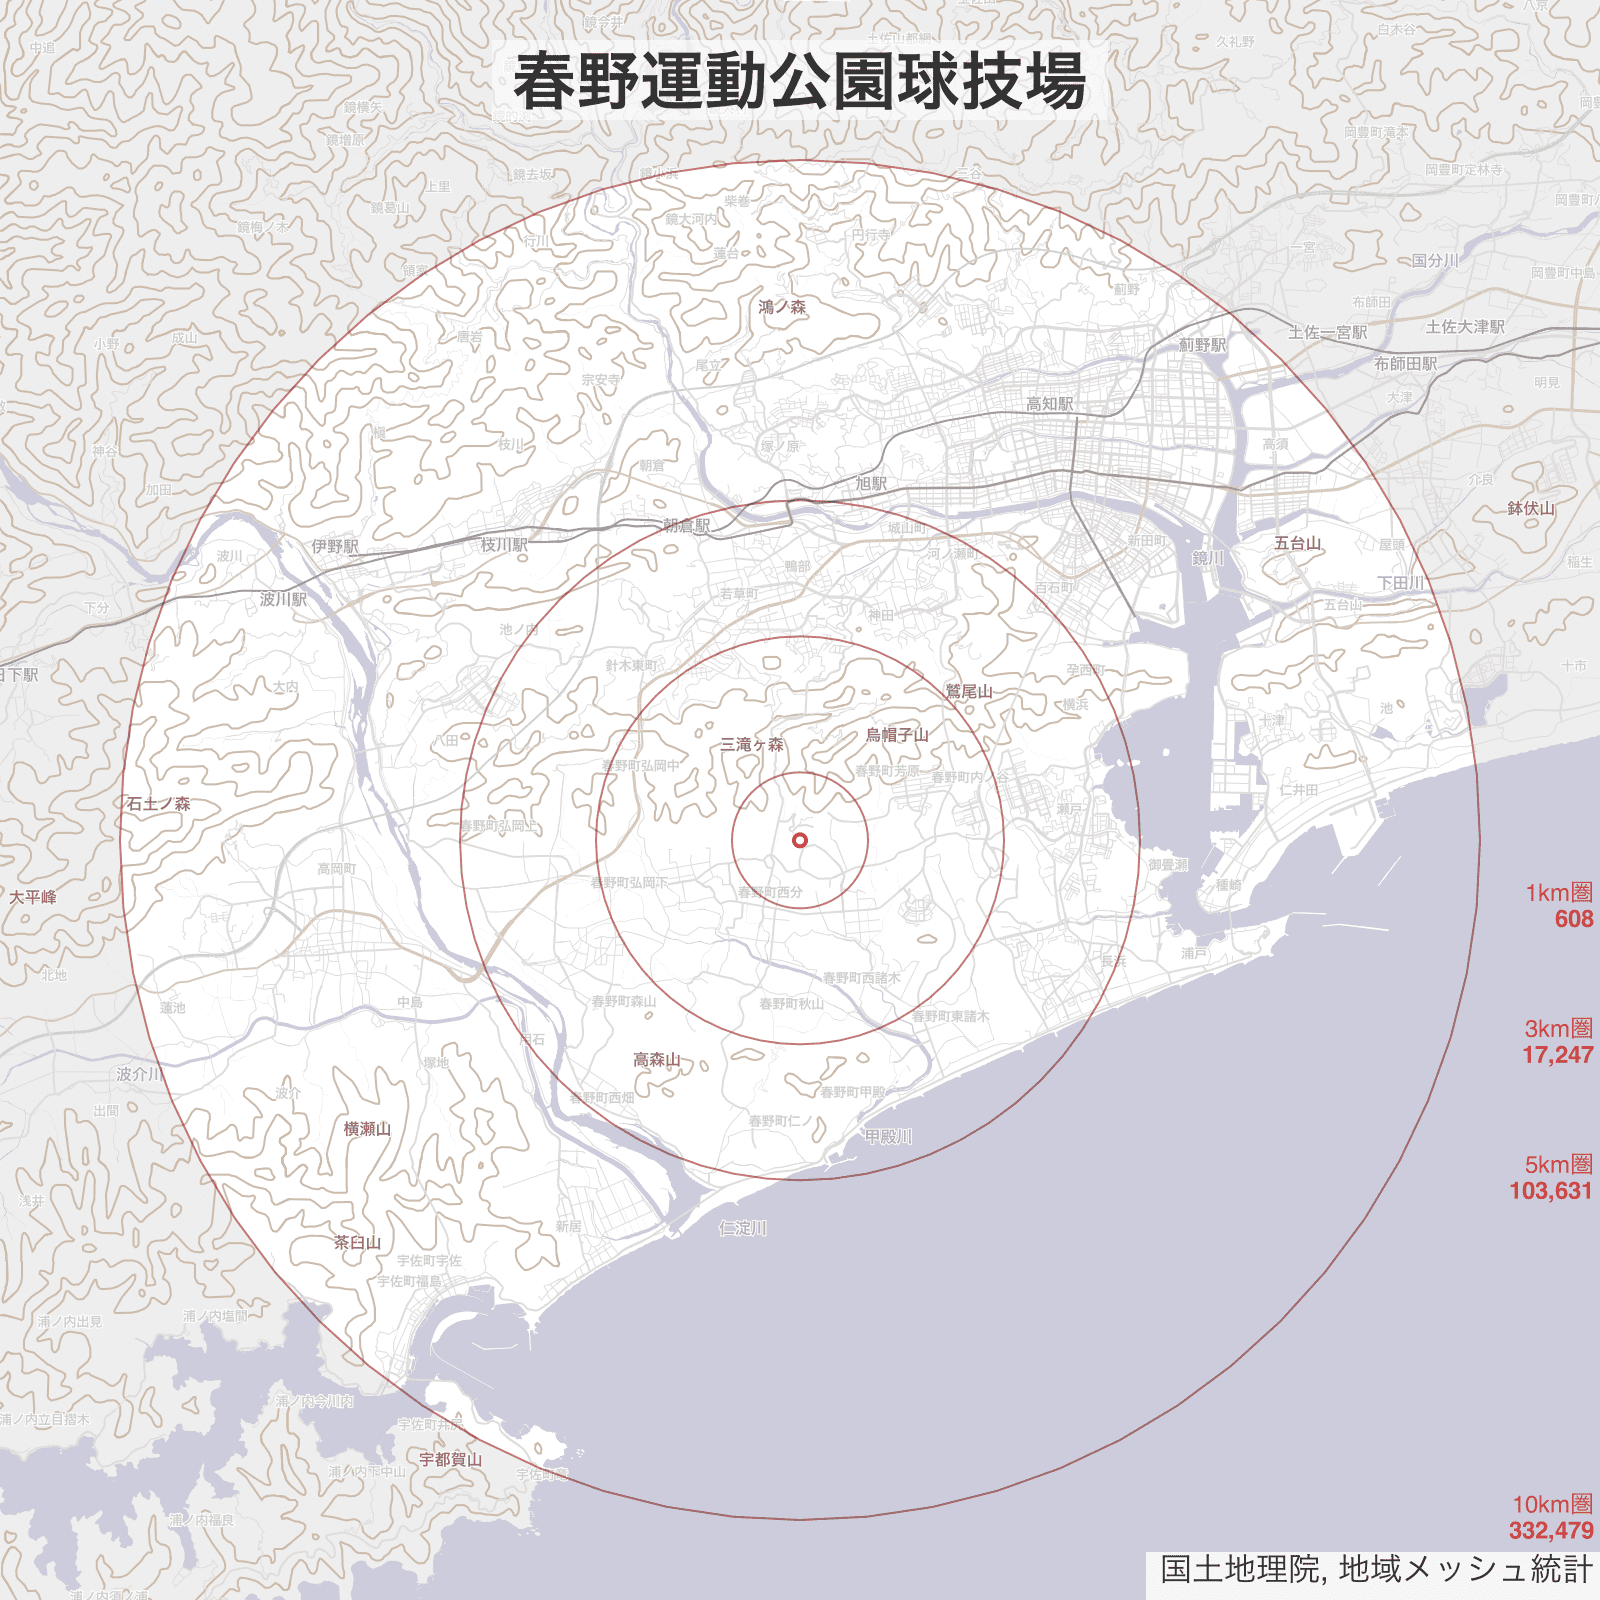 春野運動公園球技場
中追
鏡今井
土佐山都網
久礼野
白木谷
八京
鏡横矢
鏡増原
岡豊町滝本
岡豊町定林寺
上里
鏡去坂
鏡小浜
三谷
鏡葛山
柴巻
鏡大河内
鏡梅ノ木
行川
蓮台
円行寺
一宮
国分川
領家
岡豊町中島
薊野
布師田
鴻ノ森
小野
成山
唐岩
薊野駅
土佐一宮駅
土佐大津駅
尾立
布師田駅
宗安寺
明見
高知駅
大津
槇
枝川
塚ノ原
高須
神谷
朝倉
旭駅
介良
加田
鉢伏山
朝倉駅
城山町
伊野駅
枝川駅
新田町
五台山
屋頭
波川
河ノ瀬町
鏡川
稲生
鴨部
下田川
波川駅
若草町
百石町
下分
神田
五台山
池ノ内
針木東町
孕西町
十市
日下駅
大内
鷲尾山
横浜
池
十津
八田
三滝ヶ森
烏帽子山
春野町弘岡中
春野町芳原
春野町内ノ谷
仁井田
石土ノ森
瀬戸
春野町弘岡上
高岡町
御畳瀬
春野町弘岡下
春野町西分
種崎
大平峰
1km圏
608
浦戸
長浜
北地
春野町西諸木
蓮池
中島
春野町森山
春野町秋山
春野町東諸木
3km圏
17,247
用石
高森山
塚地
波介川
波介
春野町甲殿
出間
春野町西畑
横瀬山
春野町仁ノ
甲殿川
5km圏
103,631
浅井
新居
仁淀川
茶臼山
宇佐町宇佐
宇佐町福島
浦ノ内出見
浦ノ内塩間
浦ノ内今川内
浦ノ内立目摺木
宇佐町井尻
宇都賀山
浦ノ内下中山
宇佐町竜
10km圏
332,479
浦ノ内福良
国土地理院, 地域メッシュ統計
浦ノ内須ノ浦